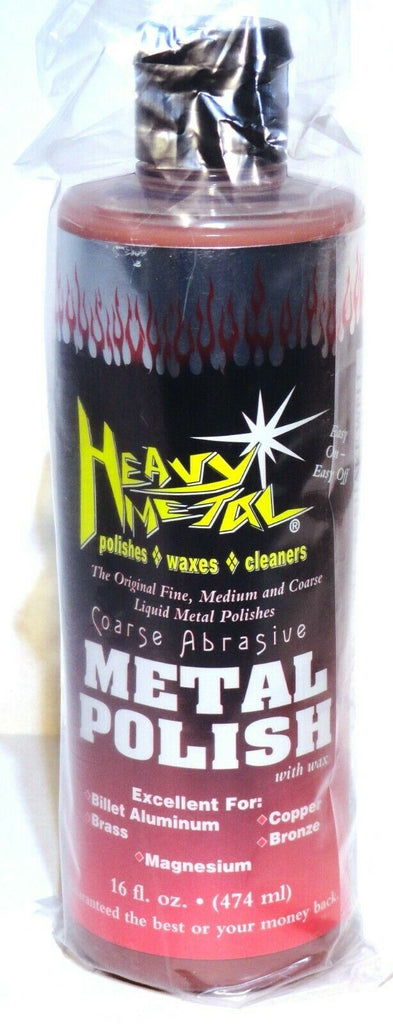 HEAVY
METAL®
polishes ❖ waxes ❖ cleaners
Easy
On –
Easy Off
The Original Fine, Medium and Coarse
Liquid Metal Polishes
Coarse Abrasive
METAL
POLISH
with wax
Excellent For:
◇Billet Aluminum
◇Brass
◇Copper
◇Bronze
◇Magnesium
16 fl. oz. • (474 ml)
the best or your money back.